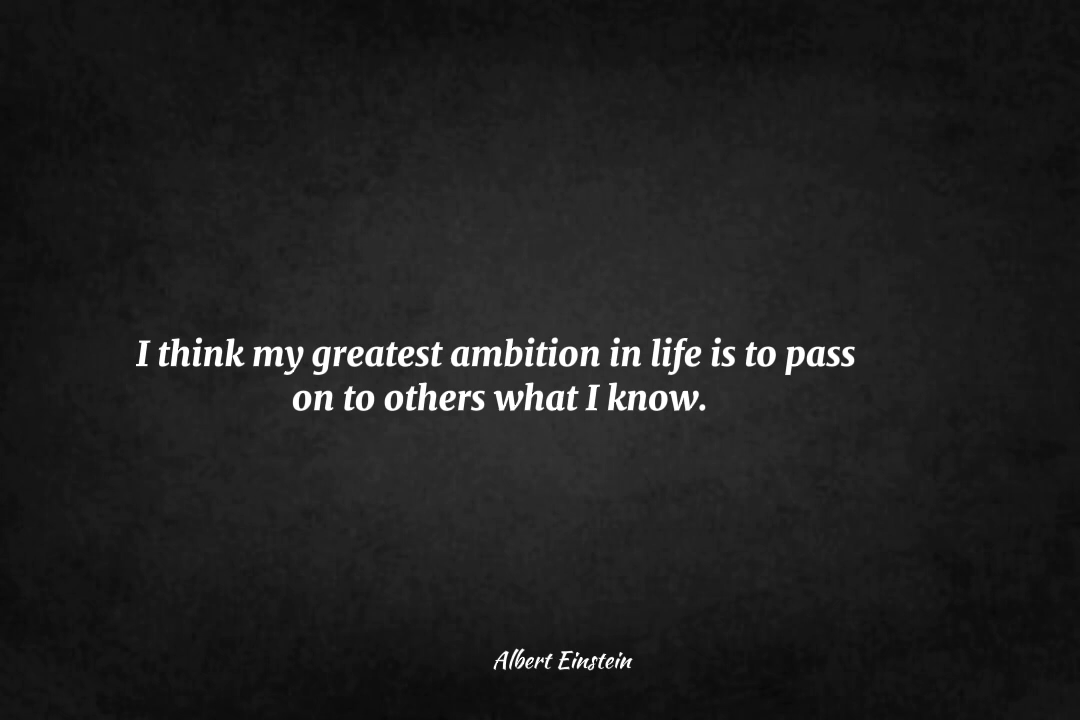 I think my greatest ambition in life is to pass
on to others what I know.
Albert Einstein